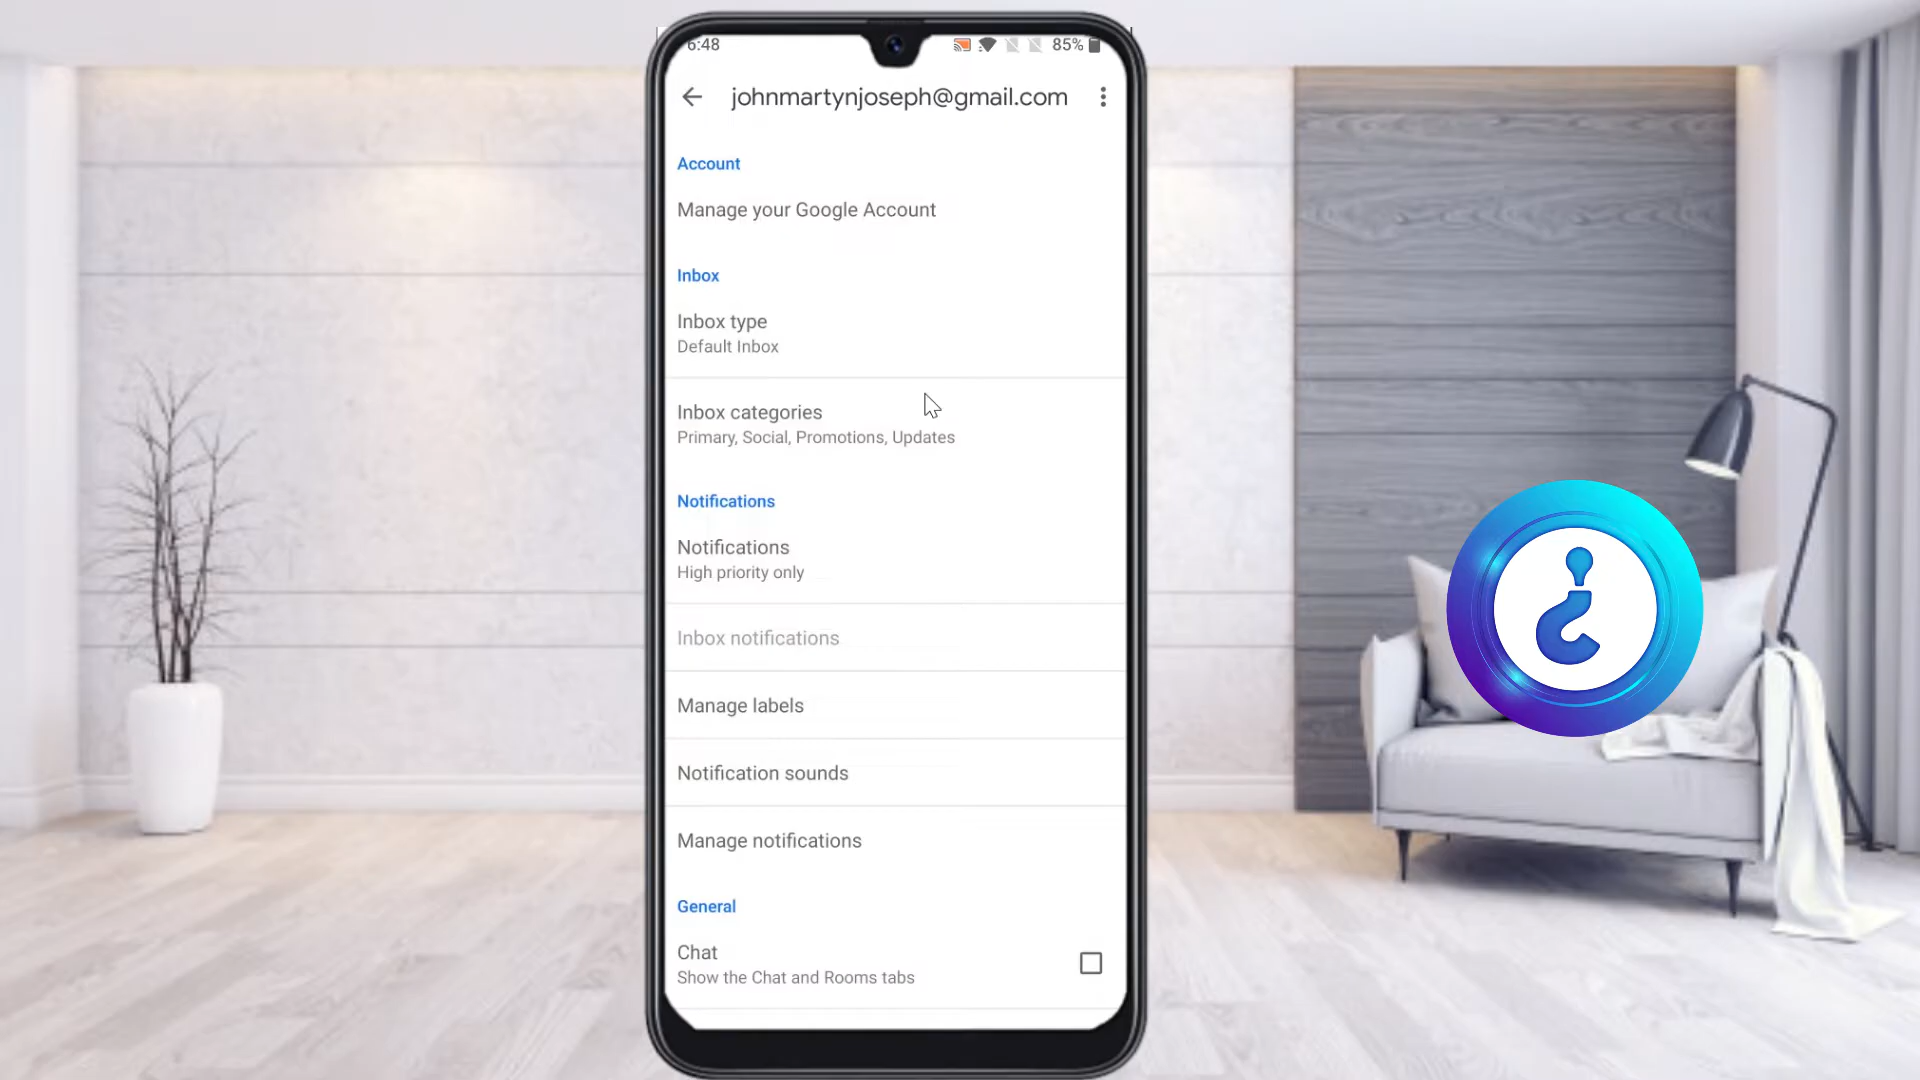 6:48
85%
johnmartynjoseph@gmail.com
Account
Manage your Google Account
Inbox
Inbox type
Default Inbox
Inbox categories
Primary, Social, Promotions, Updates
Notifications
Notifications
High priority only
Inbox notifications
Manage labels
Notification sounds
Manage notifications
General
Chat
Show the Chat and Rooms tabs